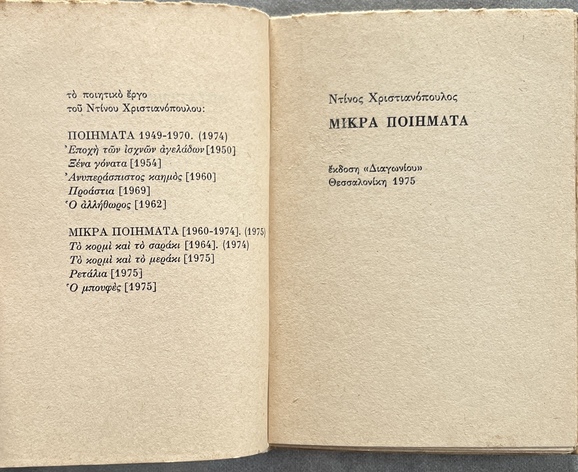 τὸ ποιητικὸ ἔργο
τοῦ Ντίνου Χριστιανόπουλου:
ΠΟΙΗΜΑΤΑ 1949-1970. (1974)
Ἐποχὴ τῶν ἰσχνῶν ἀγελάδων [1950]
Ξένα γόνατα [1954]
Ἀνυπεράσπιστος καημὸς [1960]
Προάστια [1969]
Ὁ ἀλλήθωρος [1962]
ΜΙΚΡΑ ΠΟΙΗΜΑΤΑ [1960-1974]. (1975)
Τὸ κορμὶ καὶ τὸ σαράκι [1964]. (1974)
Τὸ κορμὶ καὶ τὸ μεράκι [1975]
Ρετάλια [1975]
Ὁ μπουφὲς [1975]
Ντίνος Χριστιανόπουλος
ΜΙΚΡΑ ΠΟΙΗΜΑΤΑ
ἔκδοση «Διαγωνίου»
Θεσσαλονίκη 1975